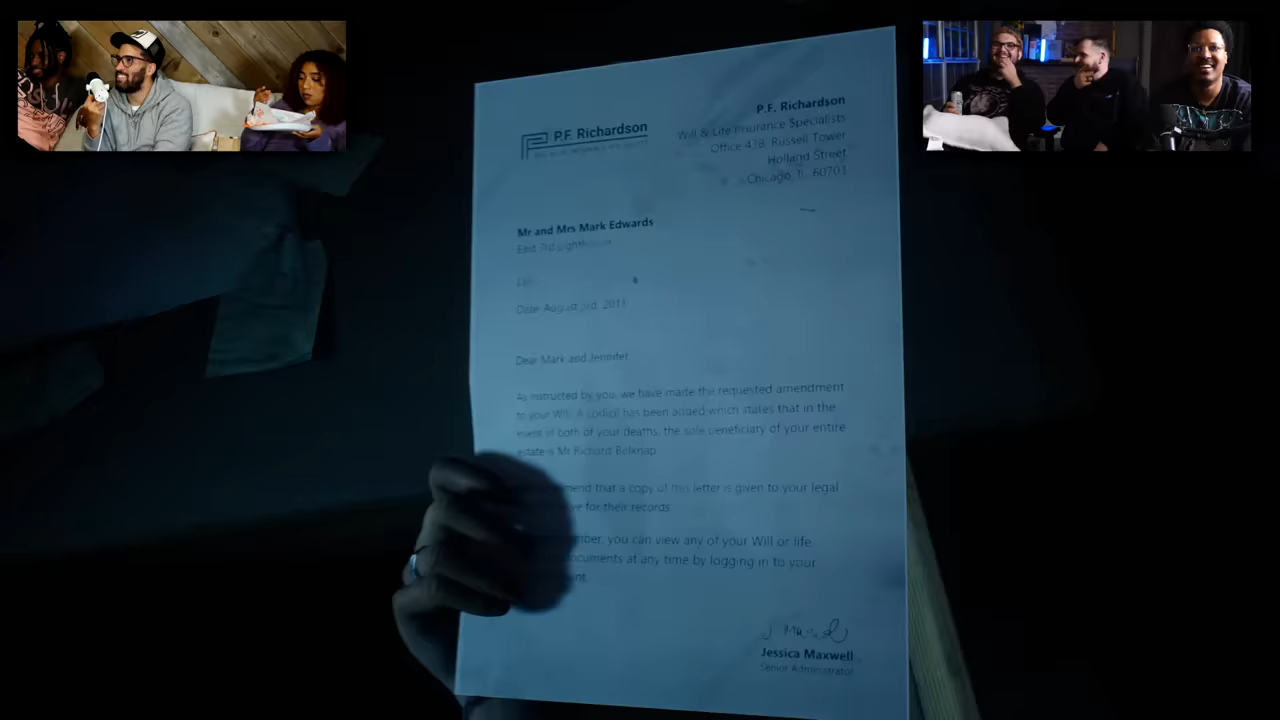 P.F. Richardson
P.F. Richardson
Will & Life Insurance Specialists
Office 43B, Russell Tower
Holland Street
Chicago, IL 60703
Mr and Mrs Mark Edwards
East 3rd
Date: August 3rd, 2011
Dear Mark and Jennifer
As instructed by you, we have made the requested amendment
to your Will. A codicil has been added which states that in the
event of both of your deaths, the sole beneficiary of your entire
estate is Mr Richard Belknap
that a copy of this letter is given to your legal
for their records.
you can view any of your Will or life
documents at any time by logging in to your
Jessica Maxwell
Senior Administrator